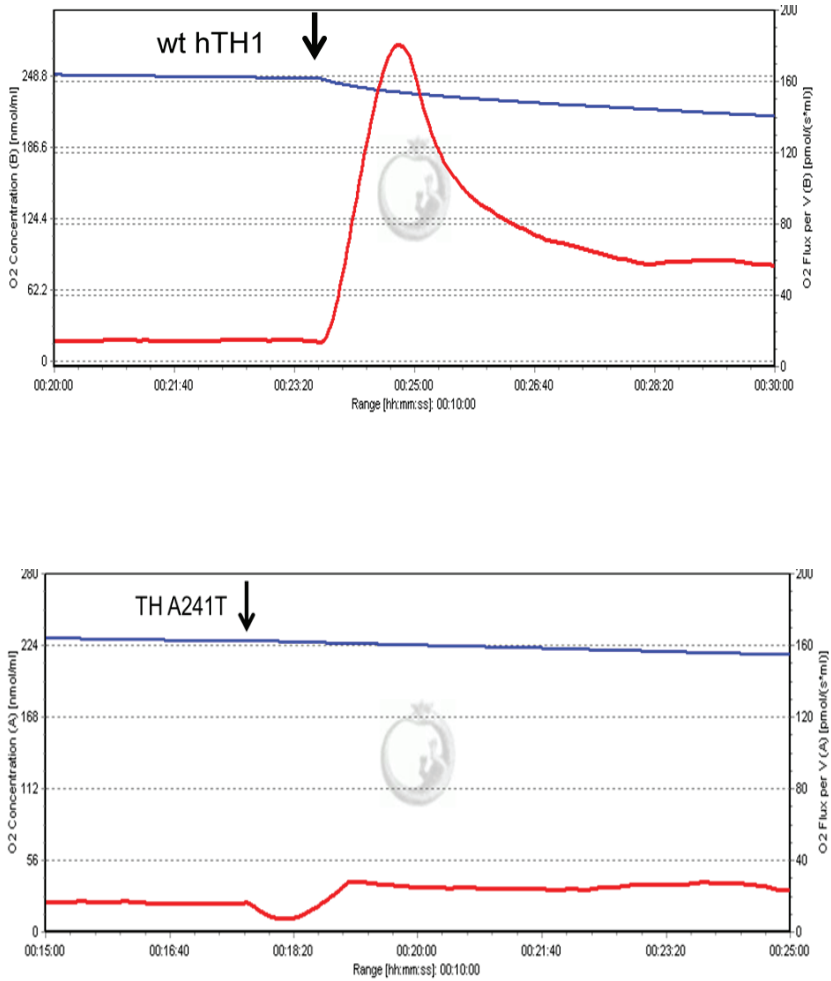 wt hTH1
200
248.8
160
186.6
120
124.4
80
62.2
40
0
0
O2 Concentration (B) [nmol/ml]
O2 Flux per V (B) [pmol/(s*ml)]
00:20:00 00:21:40 00:23:20 00:25:00 00:26:40 00:28:20 00:30:00
Range [hh:mm:ss]: 00:10:00
TH A241T
280
200
224
160
168
120
112
80
56
40
0
0
O2 Concentration (A) [nmol/ml]
O2 Flux per V (A) [pmol/(s*ml)]
00:15:00 00:16:40 00:18:20 00:20:00 00:21:40 00:23:20 00:25:00
Range [hh:mm:ss]: 00:10:00